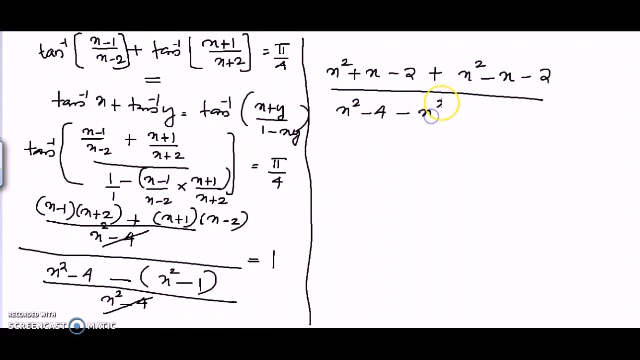 tan⁻¹[(x-1)/(x-2)] + tan⁻¹[(x+1)/(x+2)] = π/4
=
tan⁻¹x + tan⁻¹y = tan⁻¹((x+y)/(1-xy))
tan⁻¹[((x-1)/(x-2) + (x+1)/(x+2))/(1/1 - (x-1)/(x-2) × (x+1)/(x+2))] = π/4
(x-1)(x+2) + (x+1)(x-2)
x²-4
= 1
x²-4 - (x²-1)
x²-4
x²+x-2 + x²-x-2
x²-4 - x²
RECORDED WITH
SCREENCAST MATIC